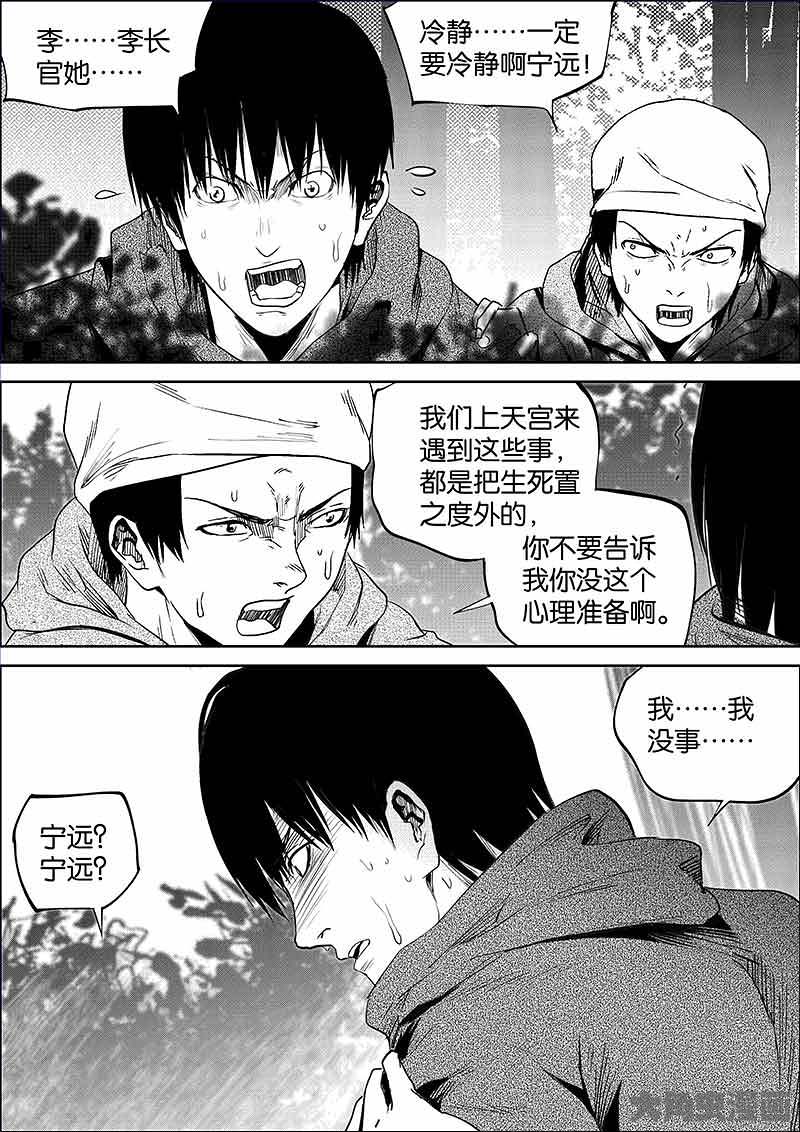 李……李长
官她……
冷静……一定
要冷静啊宁远！
我们上天宫来
遇到这些事，
都是把生死置
之度外的，
你不要告诉
我你没这个
心理准备啊。
我……我
没事……
宁远？
宁远？